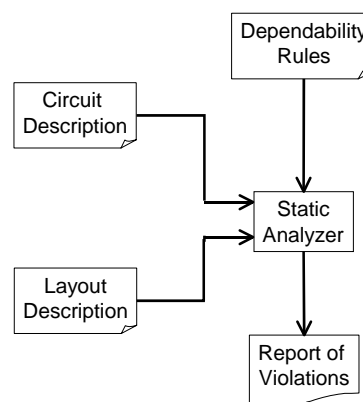 Dependability
Rules
Circuit
Description
Static
Analyzer
Layout
Description
Report of
Violations